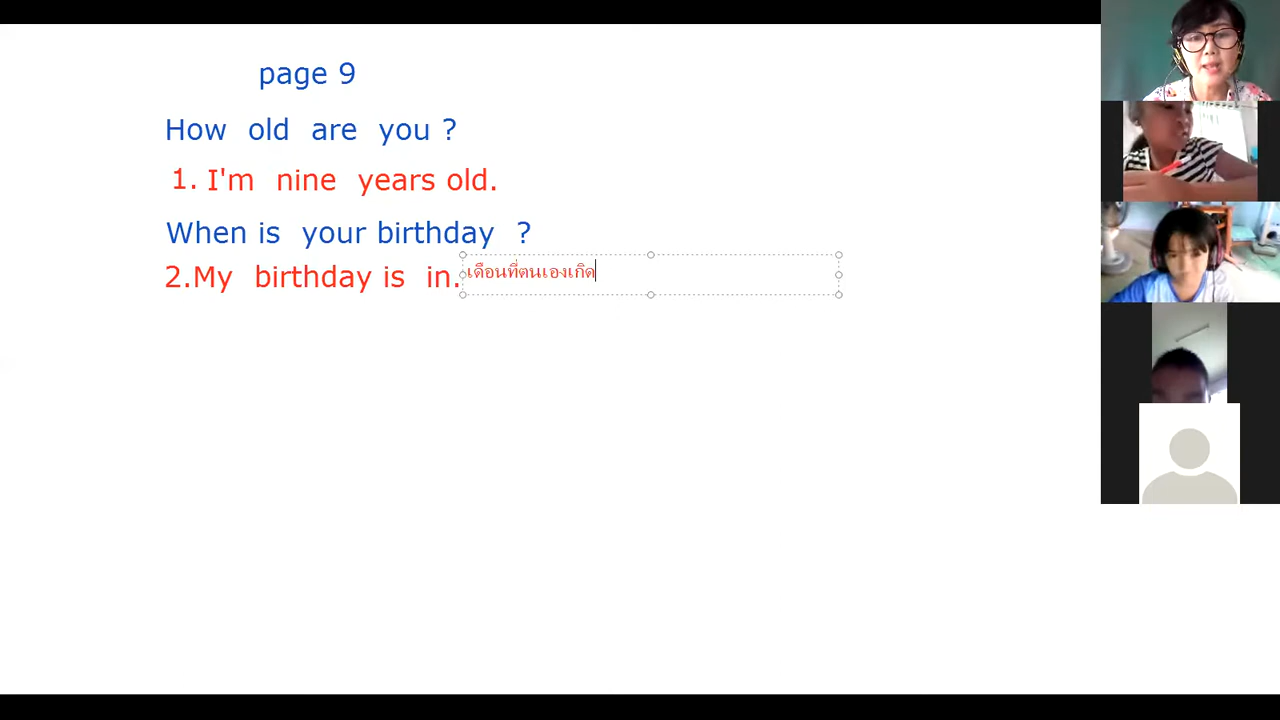 page 9
How old are you ?
1. I'm nine years old.
When is your birthday ?
2.My birthday is in. เดือนที่ตนเองเกิด